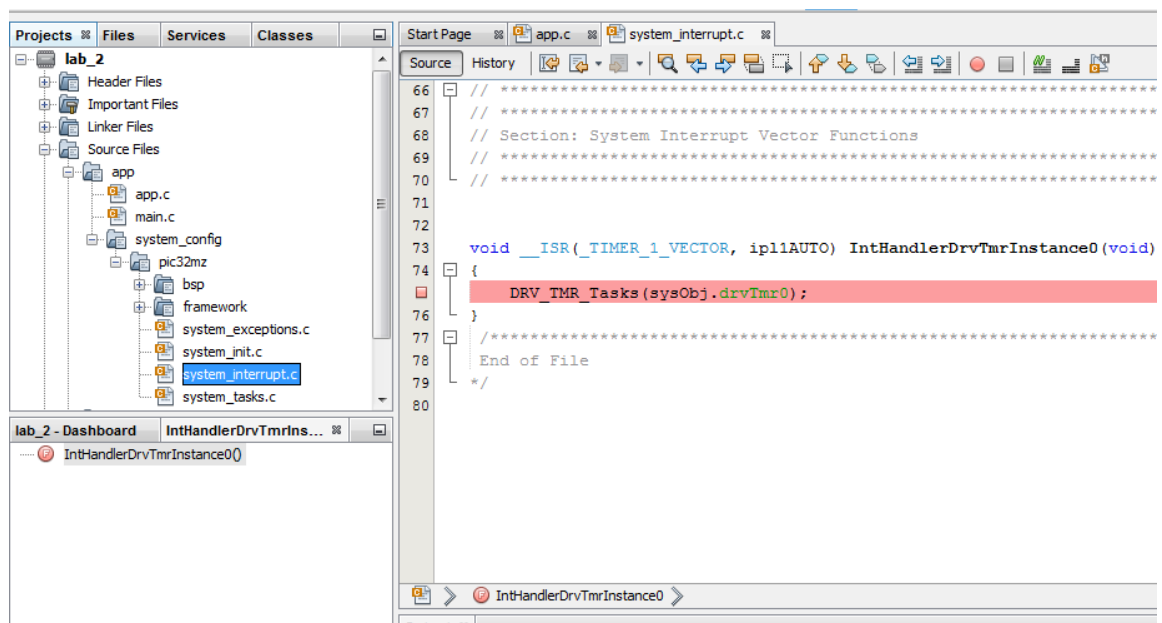 Projects Files Services Classes
lab_2
Header Files
Important Files
Linker Files
Source Files
app
app.c
main.c
system_config
pic32mz
bsp
framework
system_exceptions.c
system_init.c
system_interrupt.c
system_tasks.c
lab_2 - Dashboard IntHandlerDrvTmrIns...
IntHandlerDrvTmrInstance0()
Start Page app.c system_interrupt.c
Source History
66 // *********************************************************************
67 // *********************************************************************
68 // Section: System Interrupt Vector Functions
69 // *********************************************************************
70 // *********************************************************************
71
72
73 void __ISR(_TIMER_1_VECTOR, ipl1AUTO) IntHandlerDrvTmrInstance0(void)
74 {
DRV_TMR_Tasks(sysObj.drvTmr0);
76 }
77 /*********************************************************************
78 End of File
79 */
80
IntHandlerDrvTmrInstance0